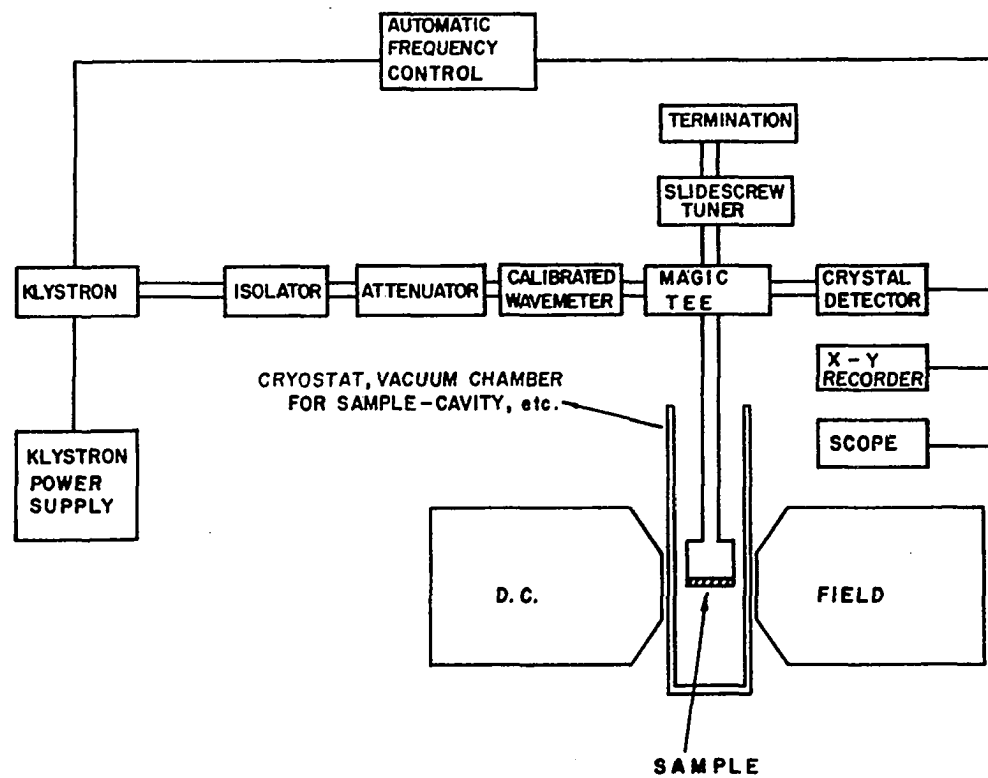 AUTOMATIC
FREQUENCY
CONTROL
TERMINATION
SLIDESCREW
TUNER
KLYSTRON
ISOLATOR
ATTENUATOR
CALIBRATED
WAVEMETER
MAGIC
TEE
CRYSTAL
DETECTOR
X-Y
RECORDER
CRYOSTAT, VACUUM CHAMBER
FOR SAMPLE-CAVITY, etc.
SCOPE
KLYSTRON
POWER
SUPPLY
D.C.
FIELD
SAMPLE